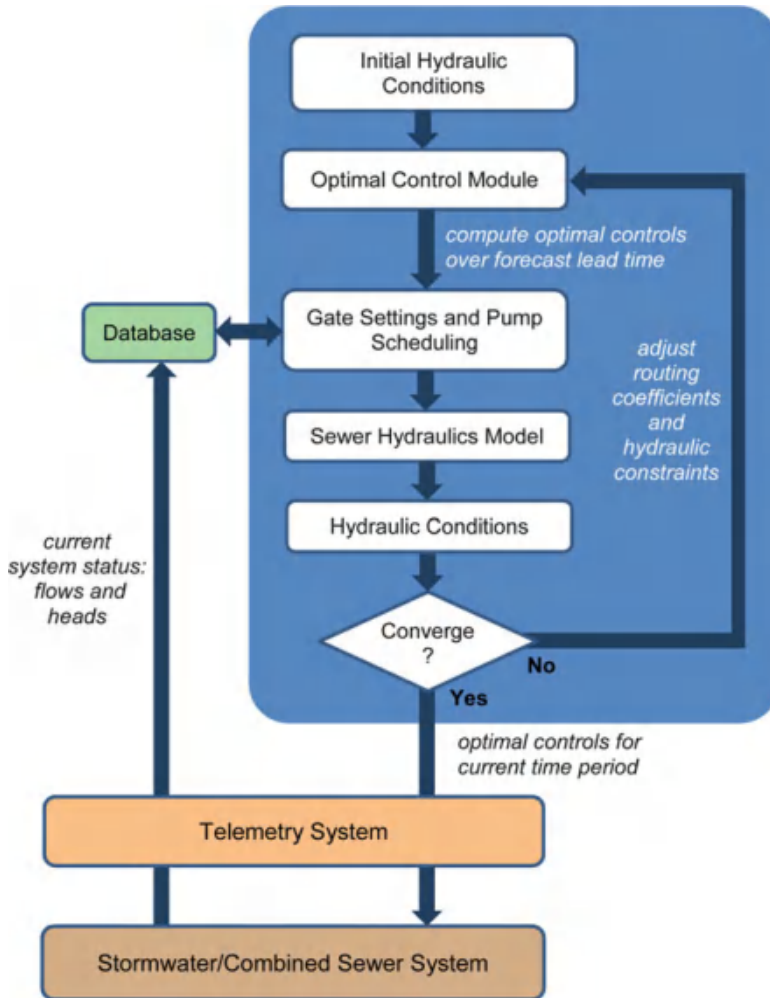 Initial Hydraulic
Conditions
Optimal Control Module
compute optimal controls
over forecast lead time
Database
Gate Settings and Pump
Scheduling
adjust
routing
coefficients
and
hydraulic
constraints
Sewer Hydraulics Model
Hydraulic Conditions
current
system status:
flows and
heads
Converge
?
No
Yes
optimal controls for
current time period
Telemetry System
Stormwater/Combined Sewer System